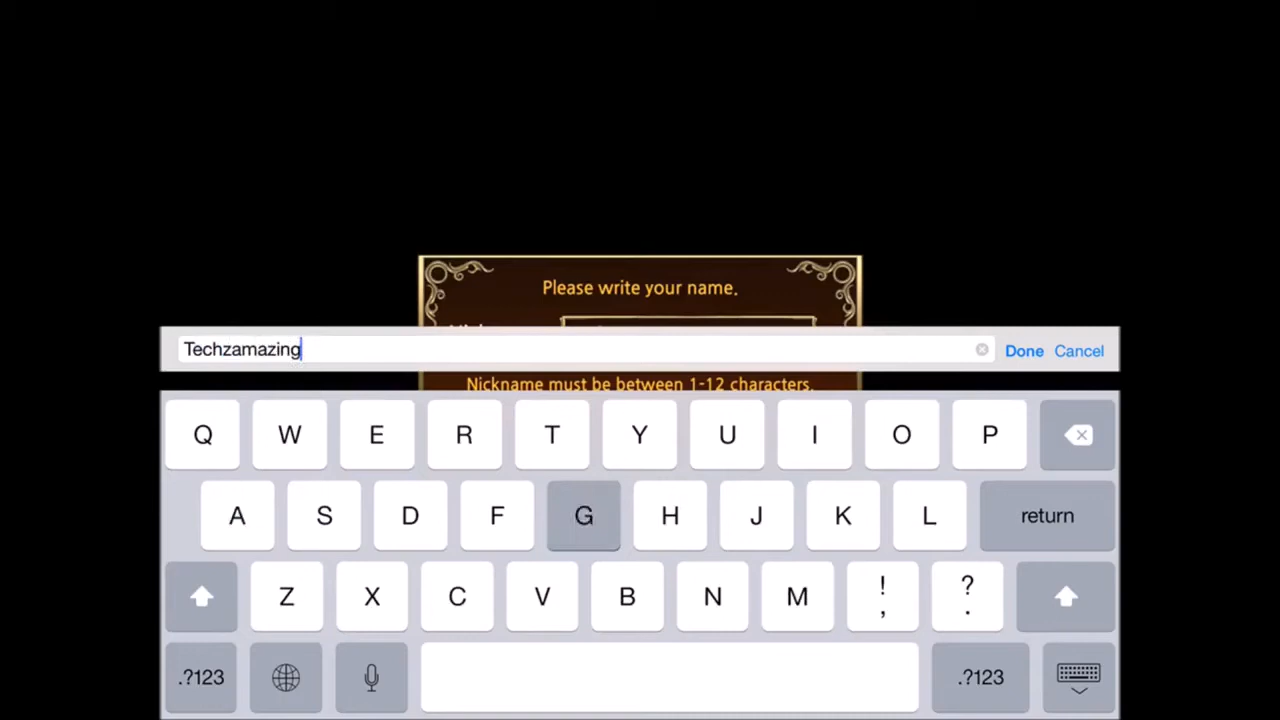 Please write your name.
Techzamazing Done Cancel
Nickname must be between 1-12 characters.
Q W E R T Y U I O P
A S D F G H J K L return
Z X C V B N M ! , ? .
.?123 .?123